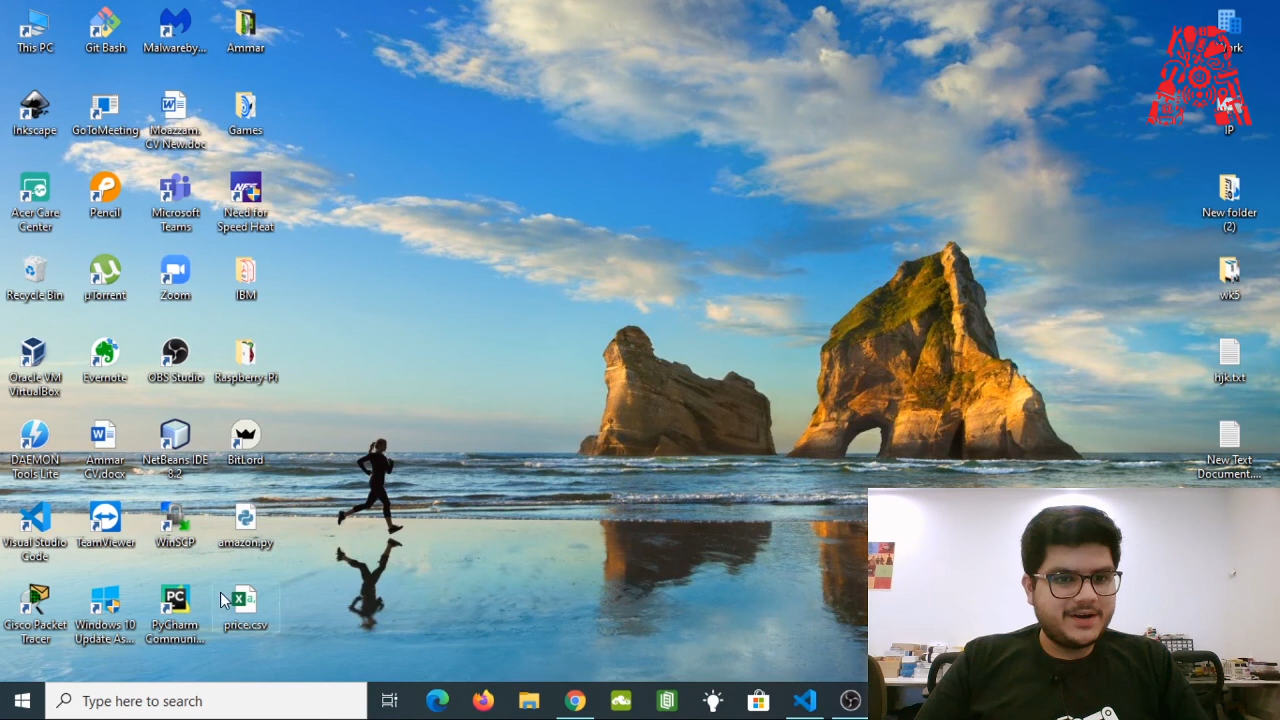 This PC
Git Bash
Malwareby...
Ammar
Work
Inkscape
GoToMeeting
Moazzam.
CV New.doc
Games
IP
Acer Care
Center
Pencil
Microsoft
Teams
Need for
Speed Heat
New folder
(2)
Recycle Bin
µTorrent
Zoom
IBM
wk5
Oracle VM
VirtualBox
Evernote
OBS Studio
Raspberry-Pi
hjk.txt
DAEMON
Tools Lite
Ammar
CV.docx
NetBeans IDE
8.2
BitLord
New Text
Document....
Visual Studio
Code
TeamViewer
WinSCP
amazon.py
Cisco Packet
Tracer
Windows 10
Update As...
PyCharm
Communi...
price.csv
Type here to search